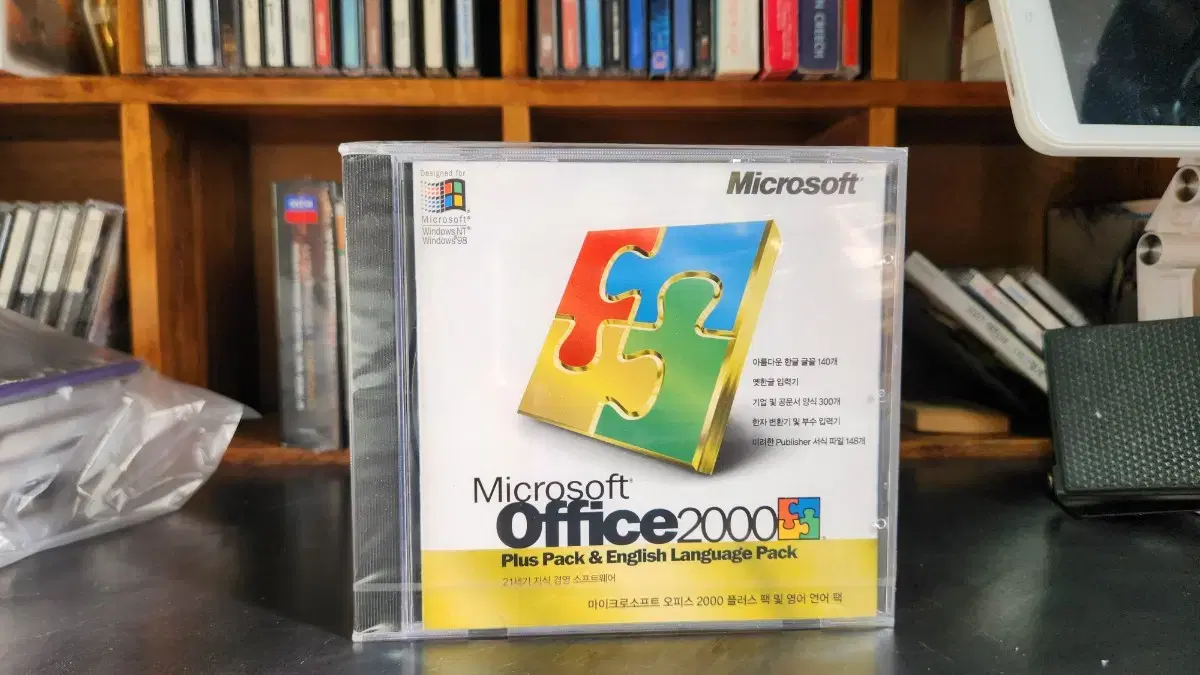 Designed for
Microsoft®
Windows NT®
Windows 98
Microsoft®
아름다운 한글 글꼴 140개
옛한글 입력기
기업 및 공문서 양식 300개
한자 변환기 및 부수 입력기
미려한 Publisher 서식 파일 148개
Microsoft®
Office 2000
Plus Pack & English Language Pack
21세기 지식 경영 소프트웨어
마이크로소프트 오피스 2000 플러스 팩 및 영어 언어 팩